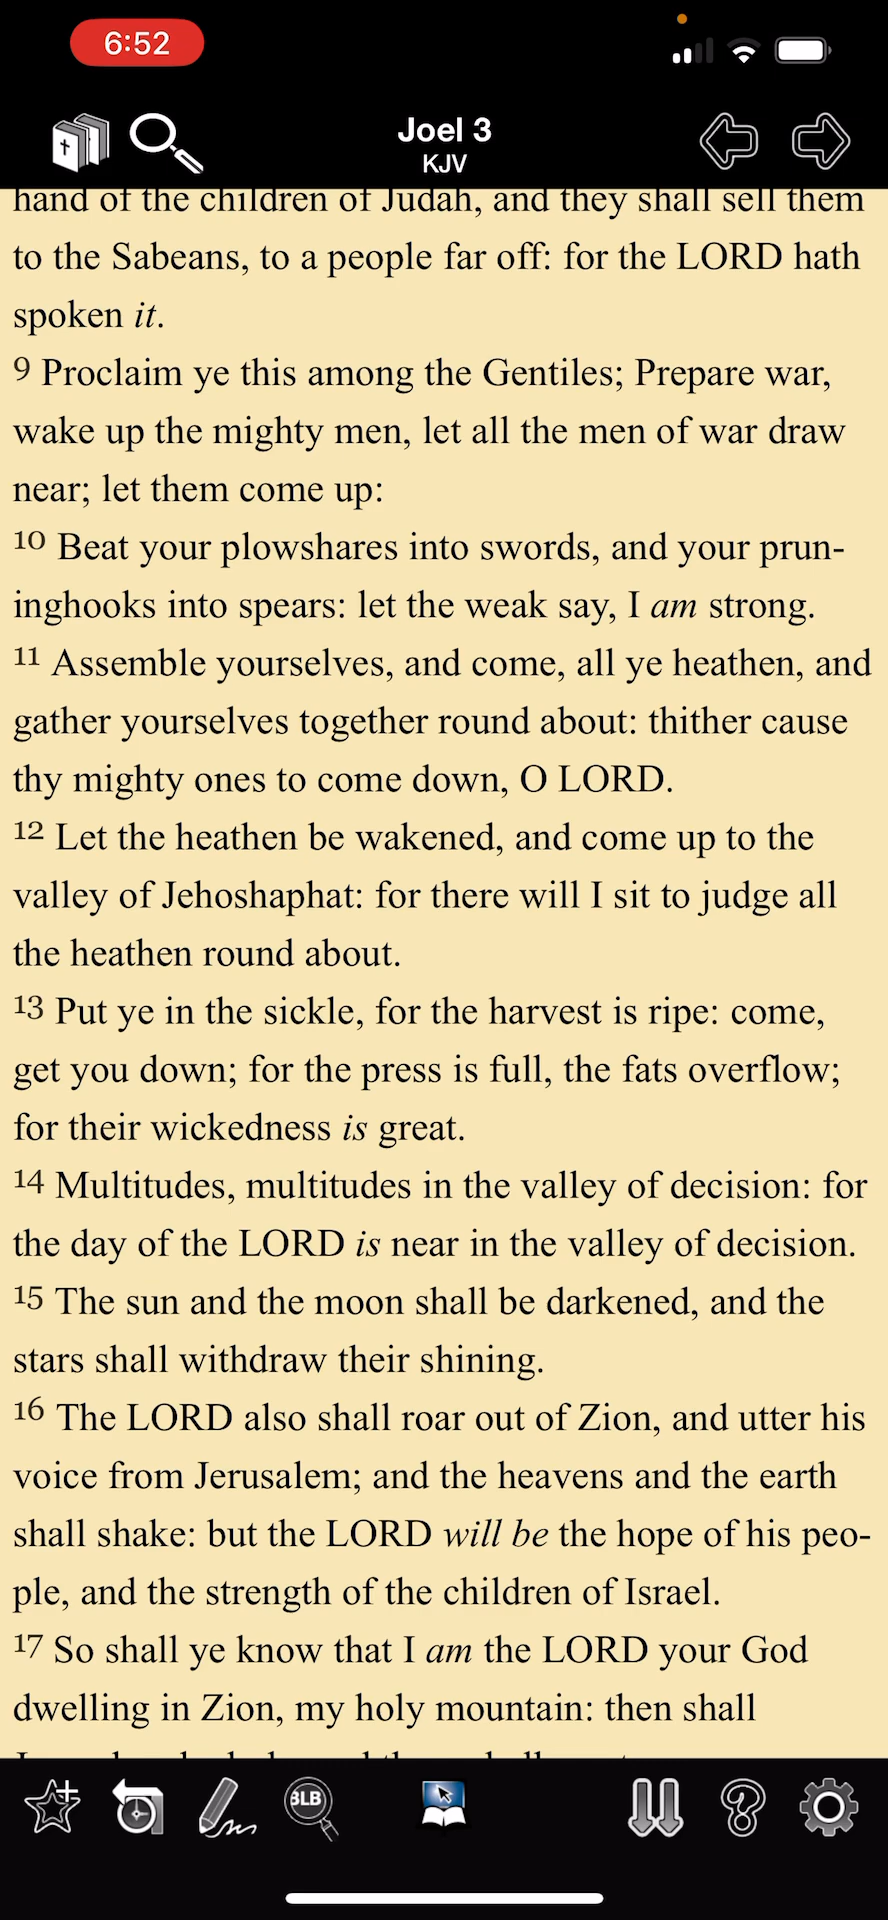 6:52
Joel 3
KJV
hand of the children of Judah, and they shall sell them
to the Sabeans, to a people far off: for the LORD hath
spoken it.
9 Proclaim ye this among the Gentiles; Prepare war,
wake up the mighty men, let all the men of war draw
near; let them come up:
10 Beat your plowshares into swords, and your prun-
inghooks into spears: let the weak say, I am strong.
11 Assemble yourselves, and come, all ye heathen, and
gather yourselves together round about: thither cause
thy mighty ones to come down, O LORD.
12 Let the heathen be wakened, and come up to the
valley of Jehoshaphat: for there will I sit to judge all
the heathen round about.
13 Put ye in the sickle, for the harvest is ripe: come,
get you down; for the press is full, the fats overflow;
for their wickedness is great.
14 Multitudes, multitudes in the valley of decision: for
the day of the LORD is near in the valley of decision.
15 The sun and the moon shall be darkened, and the
stars shall withdraw their shining.
16 The LORD also shall roar out of Zion, and utter his
voice from Jerusalem; and the heavens and the earth
shall shake: but the LORD will be the hope of his peo-
ple, and the strength of the children of Israel.
17 So shall ye know that I am the LORD your God
dwelling in Zion, my holy mountain: then shall
BLB